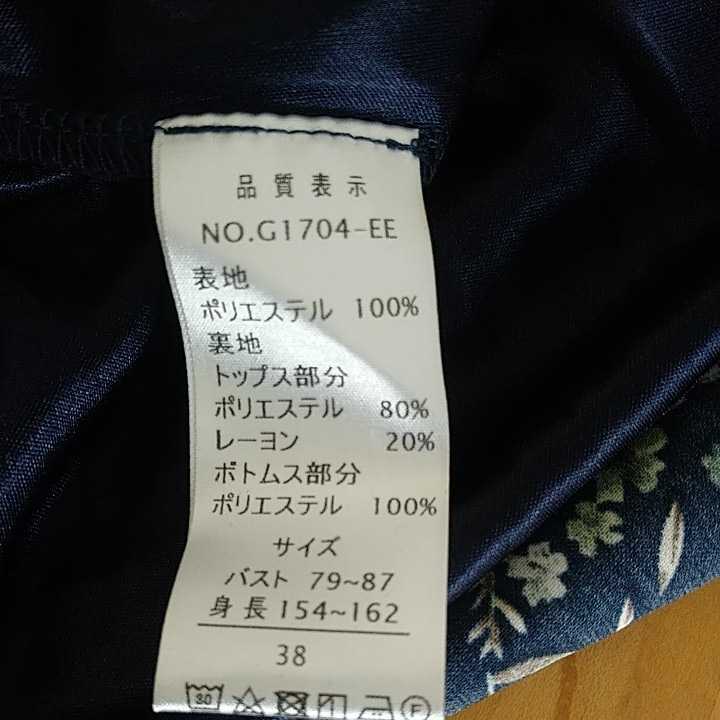 品質表示
NO.G1704-EE
表地
ポリエステル 100%
裏地
トップス部分
ポリエステル 80%
レーヨン 20%
ボトムス部分
ポリエステル 100%
サイズ
バスト 79~87
身長 154~162
38
30 F